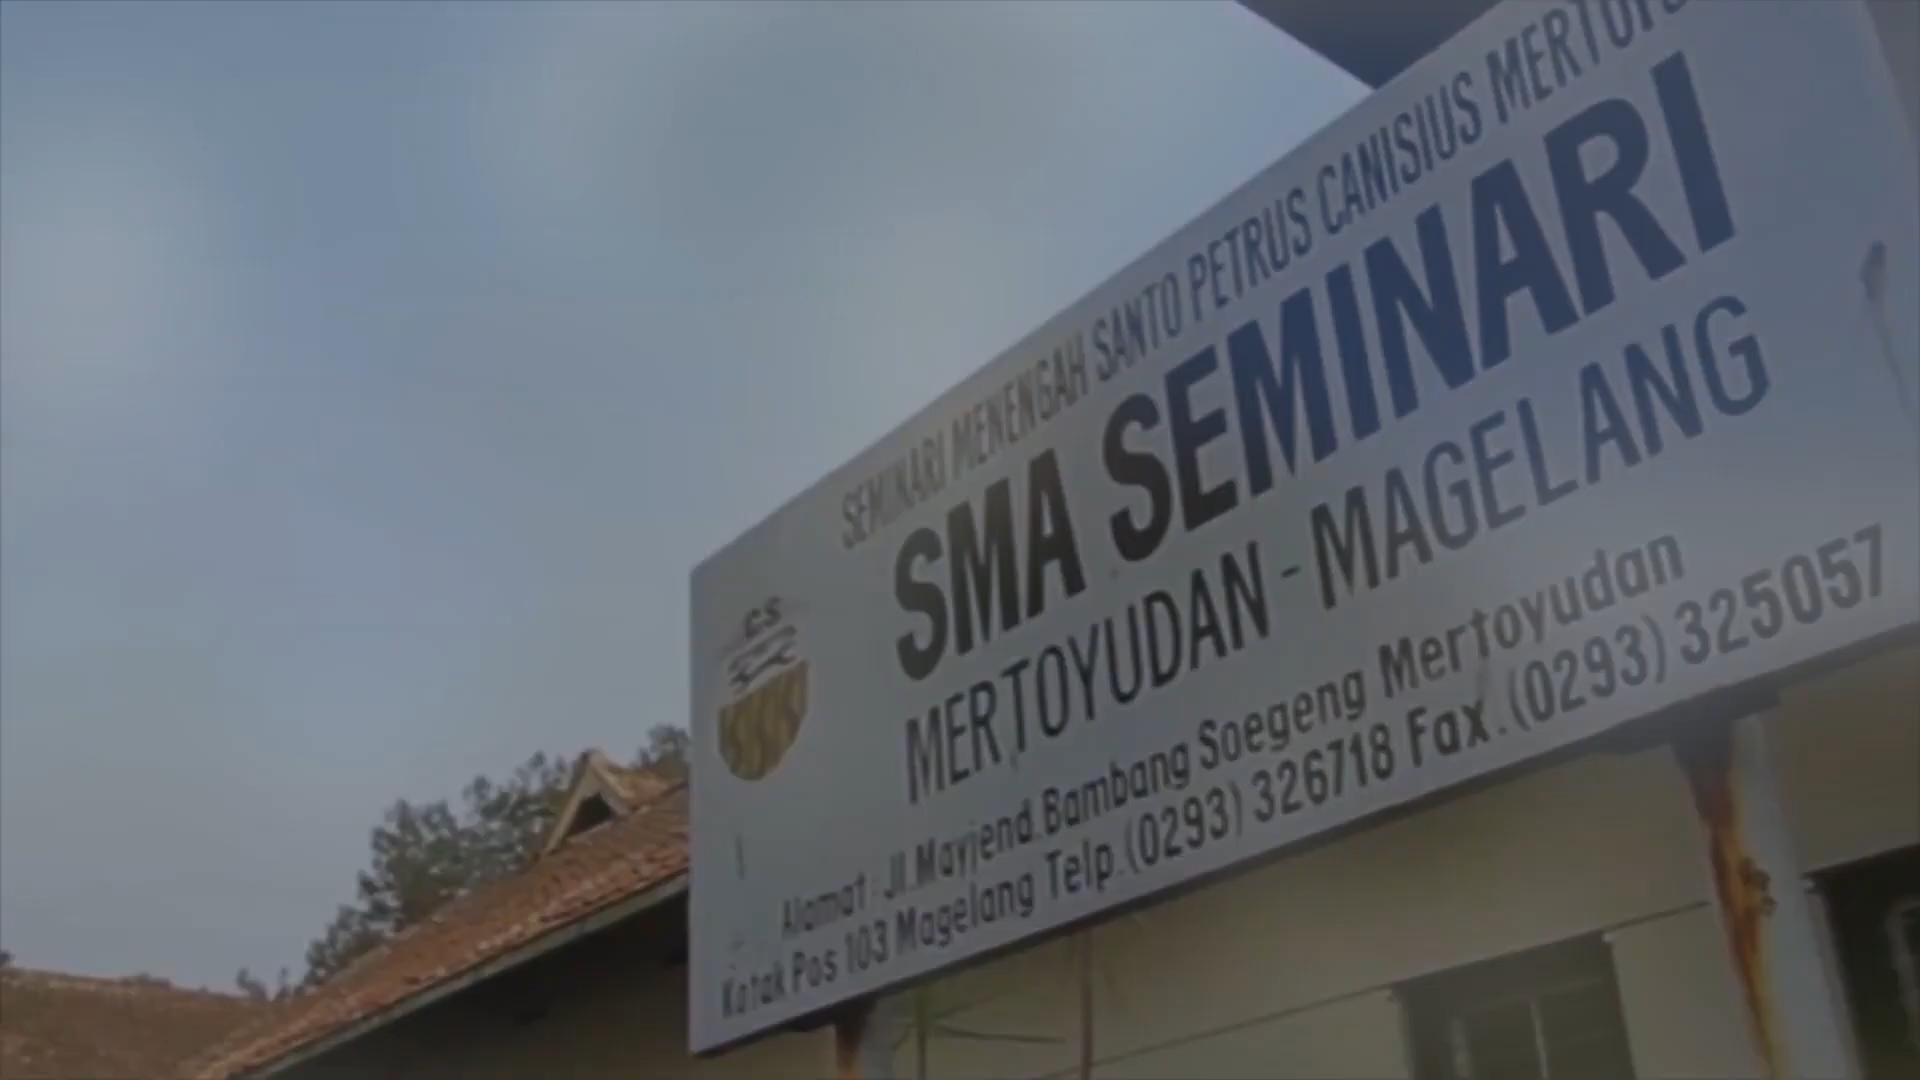 SEMINARI MENENGAH SANTO PETRUS CANISIUS
SMA SEMINARI
MERTOYUDAN - MAGELANG
CS
Alamat : Jl. Mayjend. Bambang Soegeng Mertoyudan
Kotak Pos 103 Magelang Telp. (0293) 326718 Fax. (0293) 325057